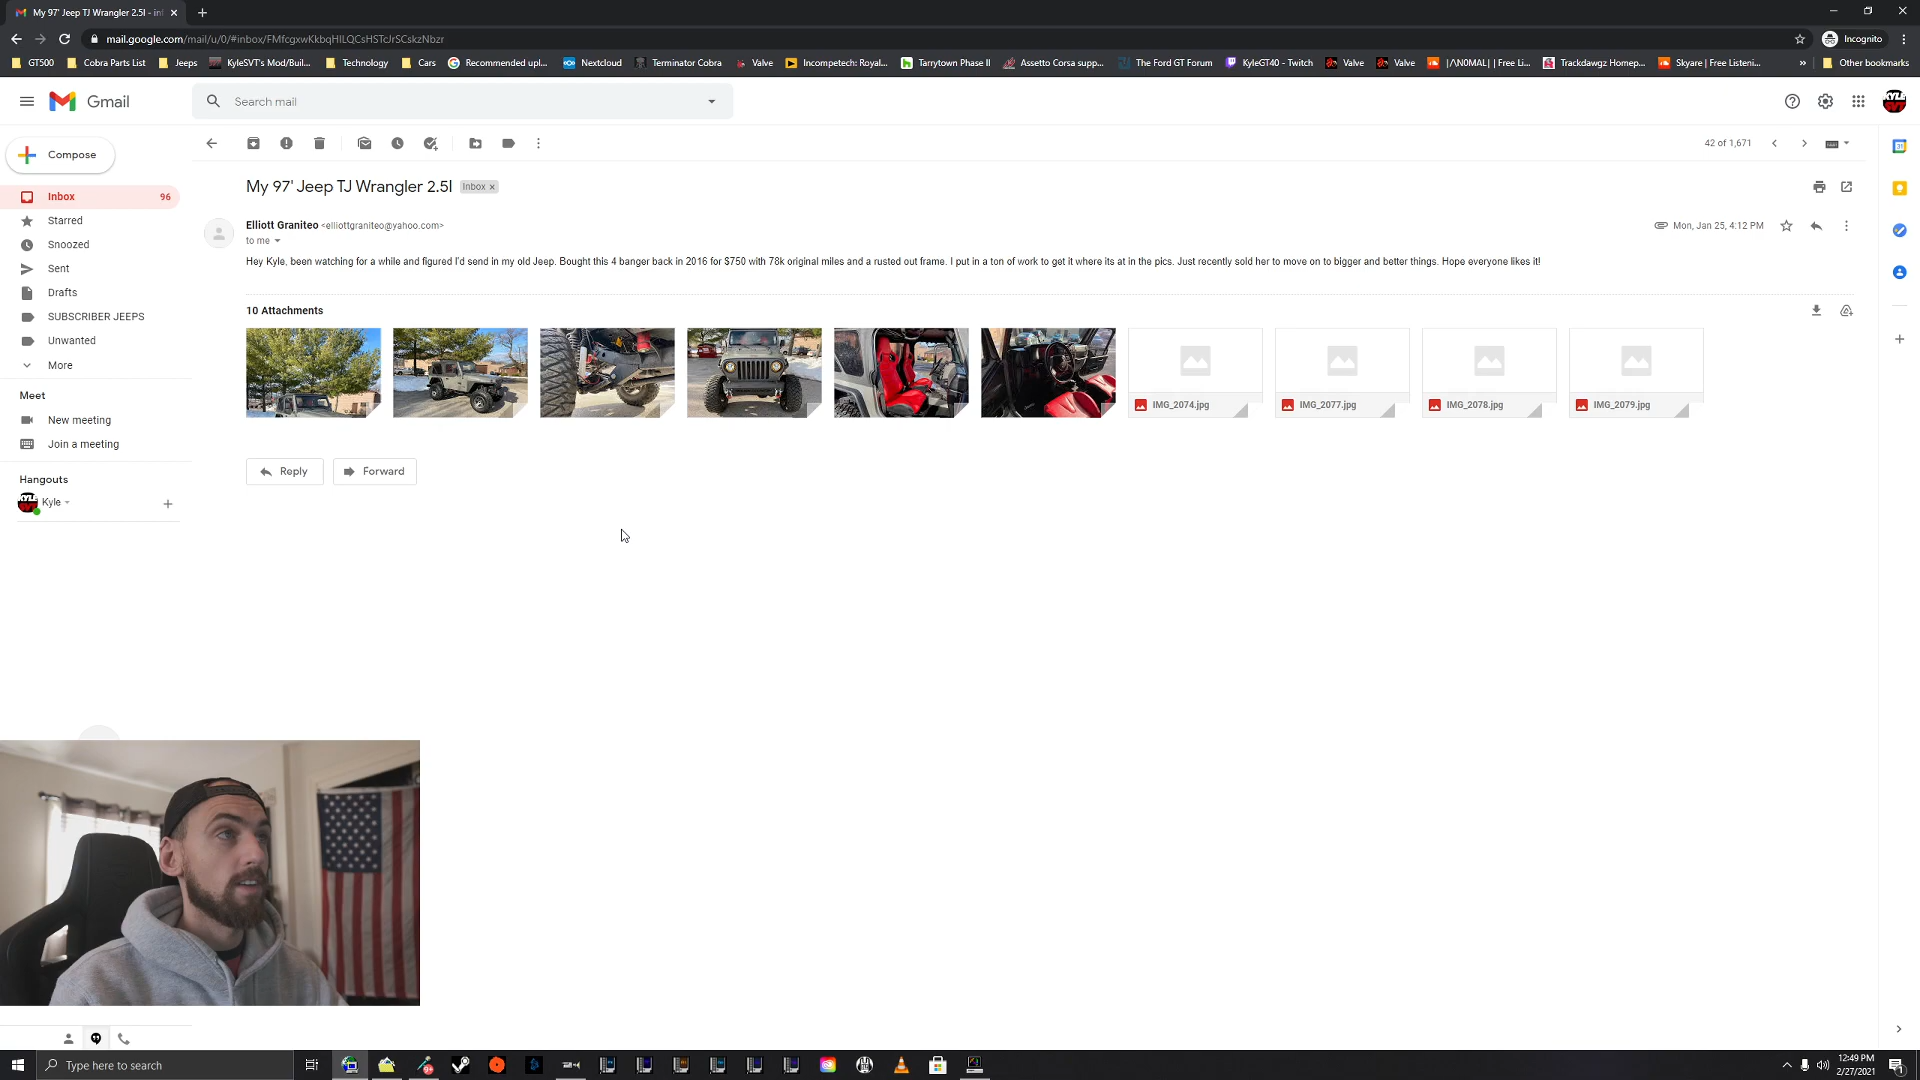 My 97' Jeep TJ Wrangler 2.5l - in
mail.google.com/mail/u/0/#inbox/FMfcgxwKkbqHlLQCsHSTcJrSCskzNbzr
Incognito
GT500 Cobra Parts List Jeeps KyleSVT's Mod/Buil... Technology Cars Recommended upl... Nextcloud Terminator Cobra Valve Incompetech: Royal... Tarrytown Phase II Assetto Corsa supp... The Ford GT Forum KyleGT40 - Twitch Valve Valve |/\N0MAL| | Free Li... Trackdawgz Homep... Skyare | Free Listeni... » Other bookmarks
Gmail
Search mail
KYLE SVT
Compose
42 of 1,671
31
My 97' Jeep TJ Wrangler 2.5l Inbox x
Inbox 96
Starred
Snoozed
Sent
Drafts
SUBSCRIBER JEEPS
Unwanted
More
Elliott Graniteo <elliottgraniteo@yahoo.com>
Mon, Jan 25, 4:12 PM
to me
Hey Kyle, been watching for a while and figured I'd send in my old Jeep. Bought this 4 banger back in 2016 for $750 with 78k original miles and a rusted out frame. I put in a ton of work to get it where its at in the pics. Just recently sold her to move on to bigger and better things. Hope everyone likes it!
10 Attachments
IMG_2074.jpg
IMG_2077.jpg
IMG_2078.jpg
IMG_2079.jpg
Meet
New meeting
Join a meeting
Reply
Forward
Hangouts
Kyle
Type here to search
12:49 PM
2/27/2021